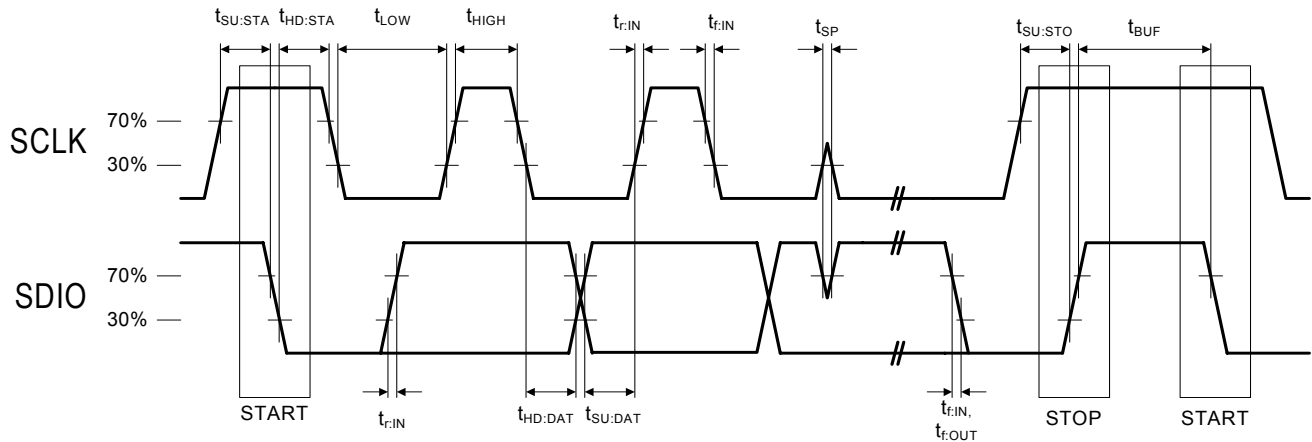 tSU:STA tHD:STA tLOW tHIGH tr:IN tf:IN tSP tSU:STO tBUF
SCLK
70%
30%
SDIO
70%
30%
START
tr:IN
tHD:DAT tSU:DAT
tf:IN,
tf:OUT
STOP
START